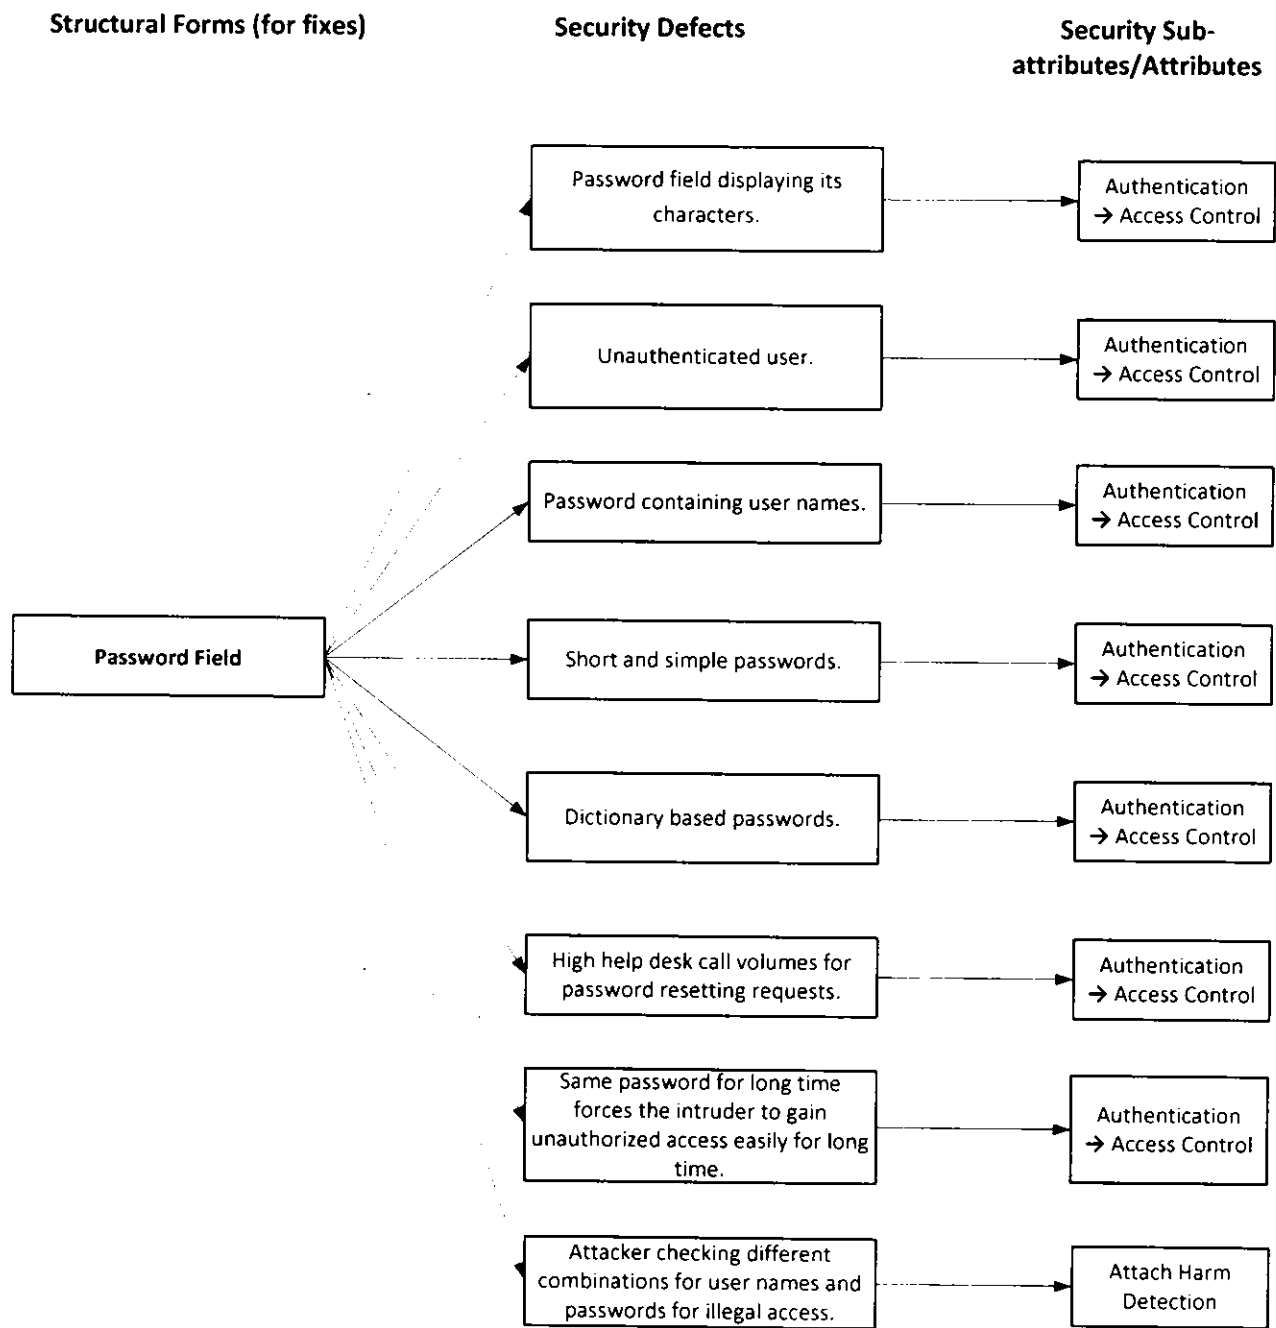 Structural Forms (for fixes)
Security Defects
Security Sub-
attributes/Attributes
Password field displaying its
characters.
Authentication
→ Access Control
Unauthenticated user.
Authentication
→ Access Control
Password containing user names.
Authentication
→ Access Control
Password Field
Short and simple passwords.
Authentication
→ Access Control
Dictionary based passwords.
Authentication
→ Access Control
High help desk call volumes for
password resetting requests.
Authentication
→ Access Control
Same password for long time
forces the intruder to gain
unauthorized access easily for long
time.
Authentication
→ Access Control
Attacker checking different
combinations for user names and
passwords for illegal access.
Attach Harm
Detection